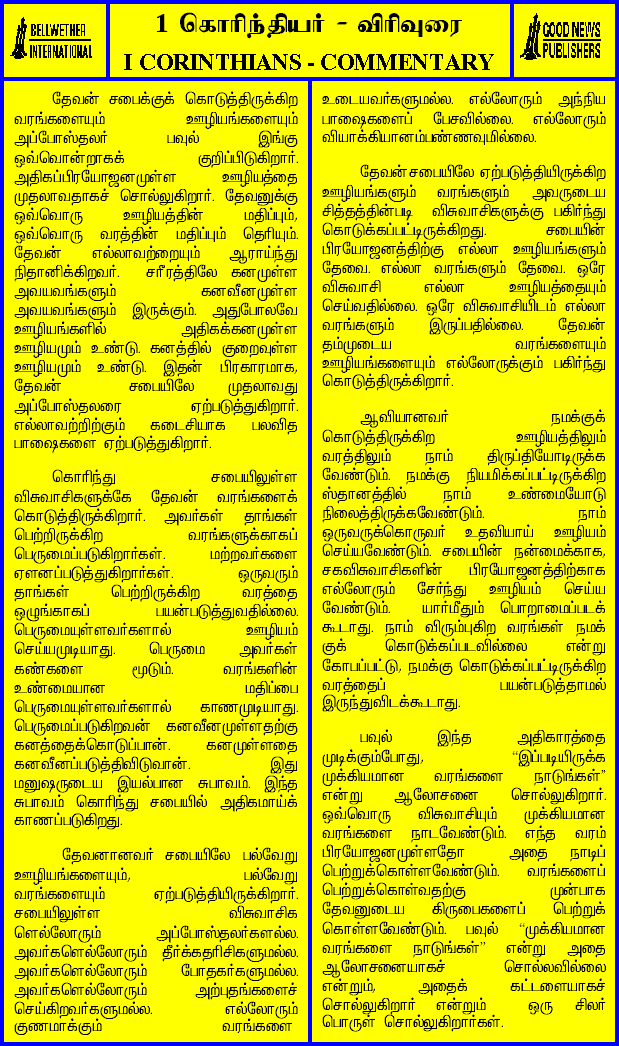 BELLWETHER
INTERNATIONAL
1 கொரிந்தியர் - விரிவுரை
I CORINTHIANS - COMMENTARY
GOOD NEWS
PUBLISHERS
தேவன் சபைக்குக் கொடுத்திருக்கிற
வரங்களையும் ஊழியங்களையும்
அப்போஸ்தலர் பவுல் இங்கு
ஒவ்வொன்றாகக் குறிப்பிடுகிறார்.
அதிகப்பிரயோஜனமுள்ள ஊழியத்தை
முதலாவதாகச் சொல்லுகிறார். தேவனுக்கு
ஒவ்வொரு ஊழியத்தின் மதிப்பும்,
ஒவ்வொரு வரத்தின் மதிப்பும் தெரியும்.
தேவன் எல்லாவற்றையும் ஆராய்ந்து
நிதானிக்கிறவர். சரீரத்திலே கனமுள்ள
அவயவங்களும் கனவீனமுள்ள
அவயவங்களும் இருக்கும். அதுபோலவே
ஊழியங்களில் அதிகக்கனமுள்ள
ஊழியமும் உண்டு. கனத்தில் குறைவுள்ள
ஊழியமும் உண்டு. இதன் பிரகாரமாக,
தேவன் சபையிலே முதலாவது
அப்போஸ்தலரை ஏற்படுத்துகிறார்.
எல்லாவற்றிற்கும் கடைசியாக பலவித
பாஷைகளை ஏற்படுத்துகிறார்.
கொரிந்து சபையிலுள்ள
விசுவாசிகளுக்கே தேவன் வரங்களைக்
கொடுத்திருக்கிறார். அவர்கள் தாங்கள்
பெற்றிருக்கிற வரங்களுக்காகப்
பெருமைப்படுகிறார்கள். மற்றவர்களை
ஏளனப்படுத்துகிறார்கள். ஒருவரும்
தாங்கள் பெற்றிருக்கிற வரத்தை
ஒழுங்காகப் பயன்படுத்துவதில்லை.
பெருமையுள்ளவர்களால் ஊழியம்
செய்யமுடியாது. பெருமை அவர்கள்
கண்களை மூடும். வரங்களின்
உண்மையான மதிப்பை
பெருமையுள்ளவர்களால் காணமுடியாது.
பெருமைப்படுகிறவன் கனவீனமுள்ளதற்கு
கனத்தைக்கொடுப்பான். கனமுள்ளதை
கனவீனப்படுத்திவிடுவான். இது
மனுஷருடைய இயல்பான சுபாவம். இந்த
சுபாவம் கொரிந்து சபையில் அதிகமாய்க்
காணப்படுகிறது.
தேவனானவர் சபையிலே பல்வேறு
ஊழியங்களையும், பல்வேறு
வரங்களையும் ஏற்படுத்தியிருக்கிறார்.
சபையிலுள்ள விசுவாசிக
ளெல்லோரும் அப்போஸ்தலர்களல்ல.
அவர்களெல்லோரும் தீர்க்கதரிசிகளுமல்ல.
அவர்களெல்லோரும் போதகர்களுமல்ல.
அவர்களெல்லோரும் அற்புதங்களைச்
செய்கிறவர்களுமல்ல. எல்லோரும்
குணமாக்கும் வரங்களை
உடையவர்களுமல்ல. எல்லோரும் அந்நிய
பாஷைகளைப் பேசவில்லை. எல்லோரும்
வியாக்கியானம்பண்ணவுமில்லை.
தேவன் சபையிலே ஏற்படுத்தியிருக்கிற
ஊழியங்களும் வரங்களும் அவருடைய
சித்தத்தின்படி விசுவாசிகளுக்கு பகிர்ந்து
கொடுக்கப்பட்டிருக்கிறது. சபையின்
பிரயோஜனத்திற்கு எல்லா ஊழியங்களும்
தேவை. எல்லா வரங்களும் தேவை. ஒரே
விசுவாசி எல்லா ஊழியத்தையும்
செய்வதில்லை. ஒரே விசுவாசியிடம் எல்லா
வரங்களும் இருப்பதில்லை. தேவன்
தம்முடைய வரங்களையும்
ஊழியங்களையும் எல்லோருக்கும் பகிர்ந்து
கொடுத்திருக்கிறார்.
ஆவியானவர் நமக்குக்
கொடுத்திருக்கிற ஊழியத்திலும்
வரத்திலும் நாம் திருப்தியோடிருக்க
வேண்டும். நமக்கு நியமிக்கப்பட்டிருக்கிற
ஸ்தானத்தில் நாம் உண்மையோடு
நிலைத்திருக்கவேண்டும். நாம்
ஒருவருக்கொருவர் உதவியாய் ஊழியம்
செய்யவேண்டும். சபையின் நன்மைக்காக,
சகவிசுவாசிகளின் பிரயோஜனத்திற்காக
எல்லோரும் சேர்ந்து ஊழியம் செய்ய
வேண்டும். யார்மீதும் பொறாமைப்படக்
கூடாது. நாம் விரும்புகிற வரங்கள் நமக்
குக் கொடுக்கப்படவில்லை என்று
கோபப்பட்டு, நமக்கு கொடுக்கப்பட்டிருக்கிற
வரத்தைப் பயன்படுத்தாமல்
இருந்துவிடக்கூடாது.
பவுல் இந்த அதிகாரத்தை
முடிக்கும்போது, “இப்படியிருக்க
முக்கியமான வரங்களை நாடுங்கள்”
என்று ஆலோசனை சொல்லுகிறார்.
ஒவ்வொரு விசுவாசியும் முக்கியமான
வரங்களை நாடவேண்டும். எந்த வரம்
பிரயோஜனமுள்ளதோ அதை நாடிப்
பெற்றுக்கொள்ளவேண்டும். வரங்களைப்
பெற்றுக்கொள்வதற்கு முன்பாக
தேவனுடைய கிருபைகளைப் பெற்றுக்
கொள்ளவேண்டும். பவுல் “முக்கியமான
வரங்களை நாடுங்கள்” என்று அதை
ஆலோசனையாகச் சொல்லவில்லை
என்றும், அதைக் கட்டளையாகச்
சொல்லுகிறார் என்றும் ஒரு சிலர்
பொருள் சொல்லுகிறார்கள்.